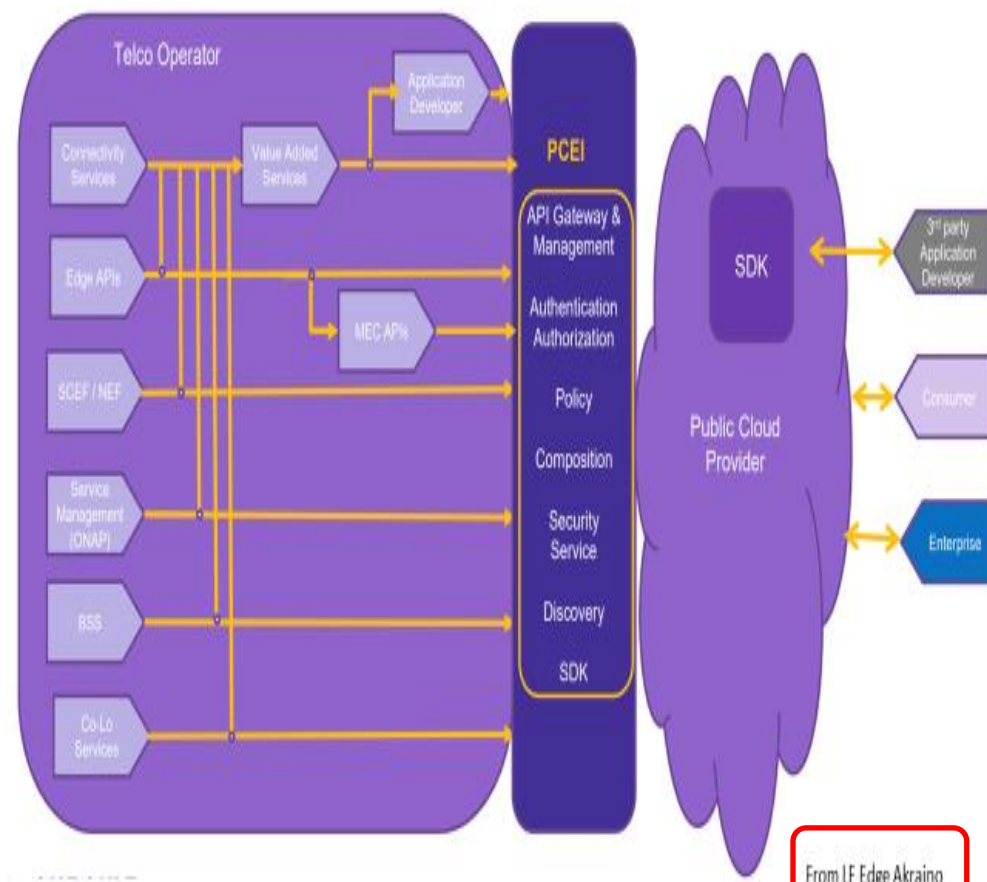 Telco Operator
Application
Developer
Connectivity
Services
Value Added
Services
Edge APIs
MEC APIs
SCEF / NEF
Service
Management
(ONAP)
BSS
Co-Lo
Services
PCEI
API Gateway &
Management
Authentication
Authorization
Policy
Composition
Security
Service
Discovery
SDK
SDK
Public Cloud
Provider
3rd party
Application
Developer
Consumer
Enterprise
From LF Edge Akraino